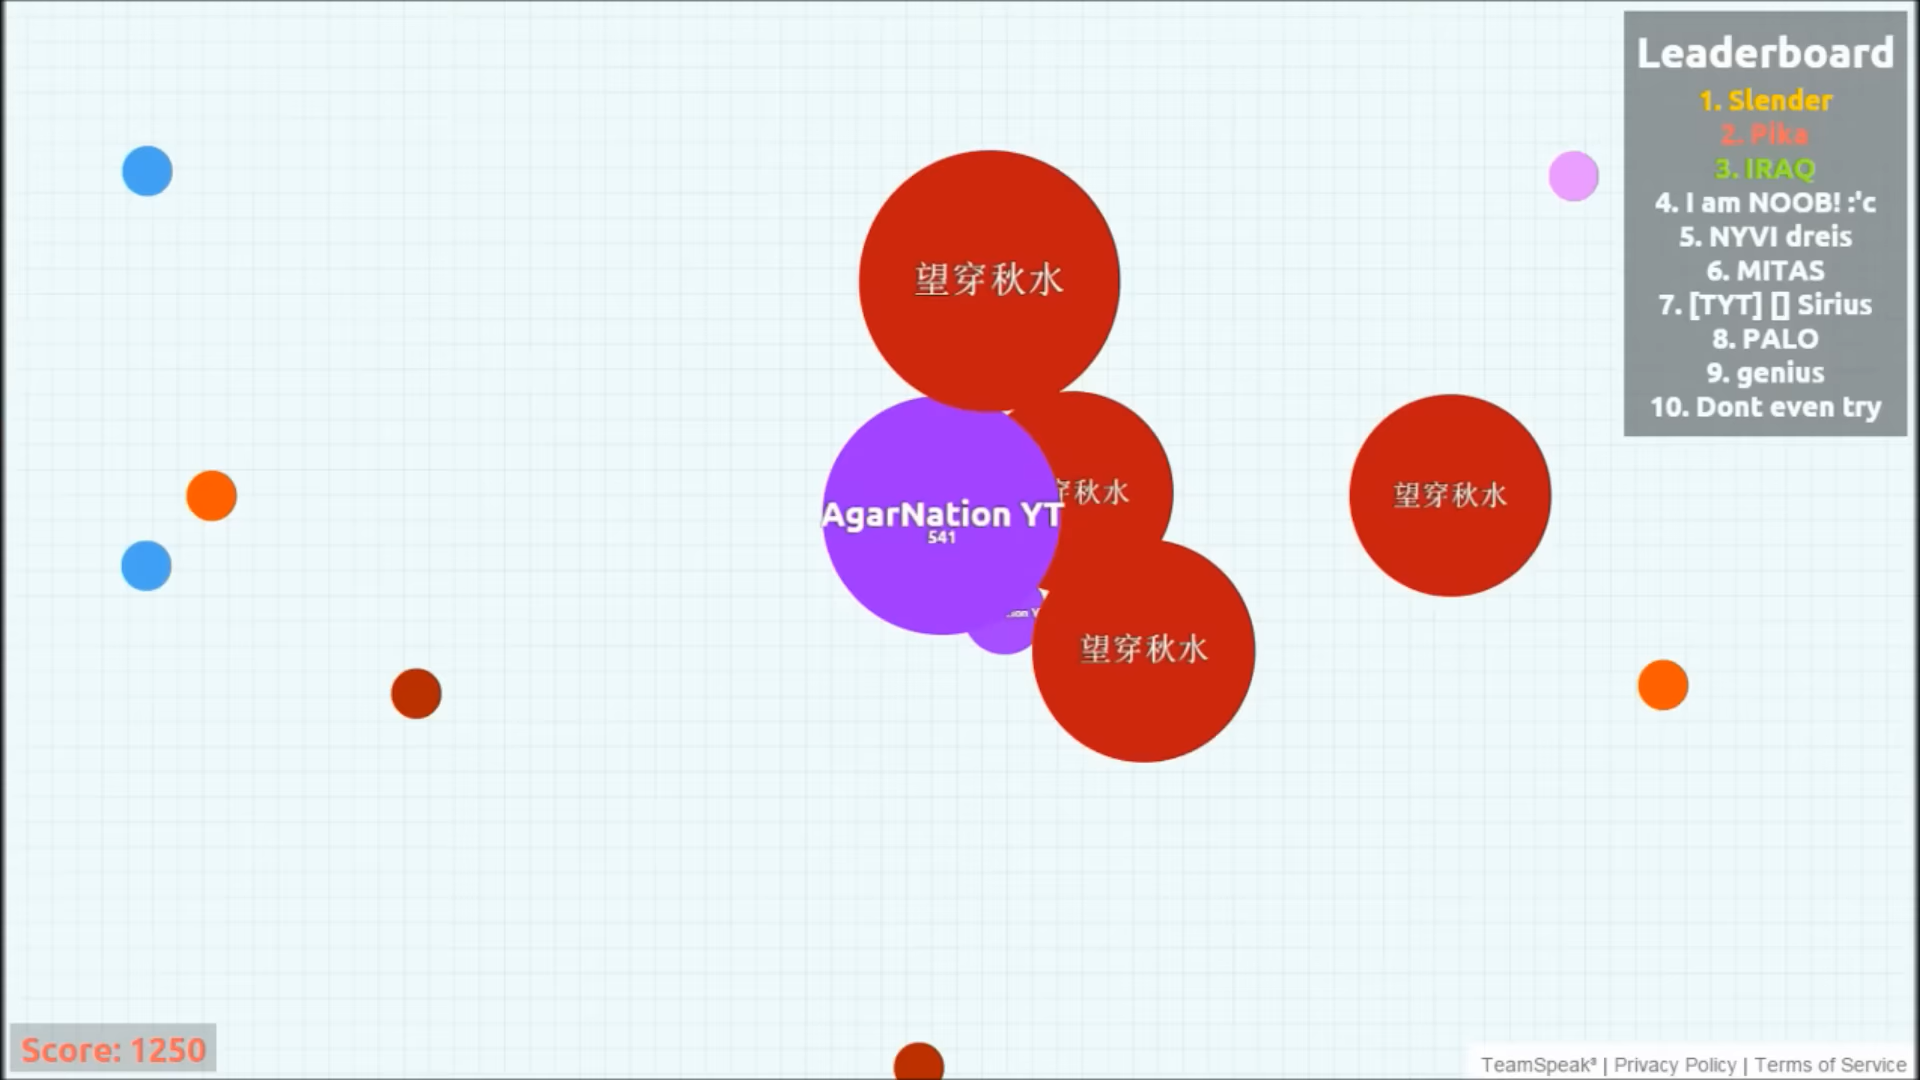 Leaderboard
1. Slender
2. Pika
3. IRAQ
4. I am NOOB! :'c
5. NYVI dreis
6. MITAS
7. [TYT] [] Sirius
8. PALO
9. genius
10. Dont even try
望穿秋水
穿秋水
望穿秋水
AgarNation YT
541
望穿秋水
Score: 1250
TeamSpeak³ | Privacy Policy | Terms of Service